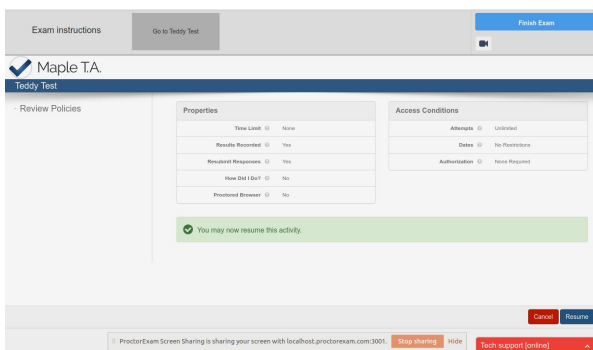 Exam instructions
Go to Teddy Test
Finish Exam
Maple T.A.
Teddy Test
Review Policies
Properties
Time Limit None
Results Recorded Yes
Resubmit Responses Yes
How Did I Do? No
Proctored Browser No
Access Conditions
Attempts Unlimited
Dates No Restrictions
Authorization None Required
You may now resume this activity.
Cancel Resume
ProctorExam Screen Sharing is sharing your screen with localhost.proctorexam.com:3001. Stop sharing Hide
Tech support [online]